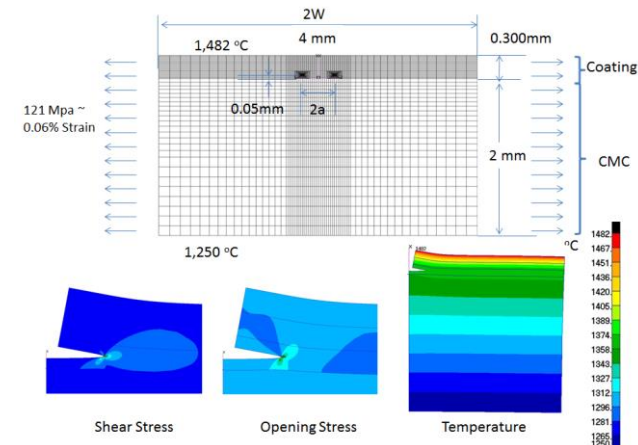 2W
4 mm
1,482 °C
0.300mm
Coating
0.05mm
2a
121 Mpa ~
0.06% Strain
2 mm
CMC
1,250 °C
°C
1482
1467
1451
1436
1420
1405
1389
1374
1358
1343
1327
1312
1296
1281
1265
1250
Shear Stress
Opening Stress
Temperature